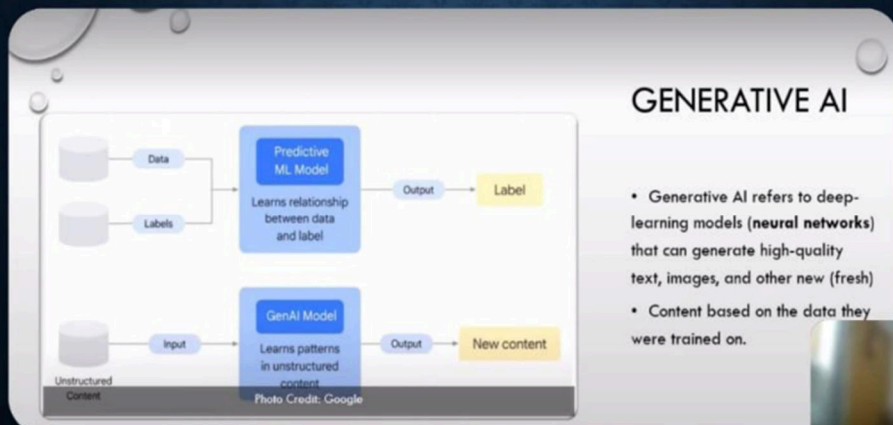 GENERATIVE AI
Data
Labels
Predictive
ML Model
Learns relationship
between data
and label
Output
Label
Unstructured
Content
Input
GenAI Model
Learns patterns
in unstructured
content
Output
New content
Photo Credit: Google
• Generative AI refers to deep-
learning models (neural networks)
that can generate high-quality
text, images, and other new (fresh)
• Content based on the data they
were trained on.